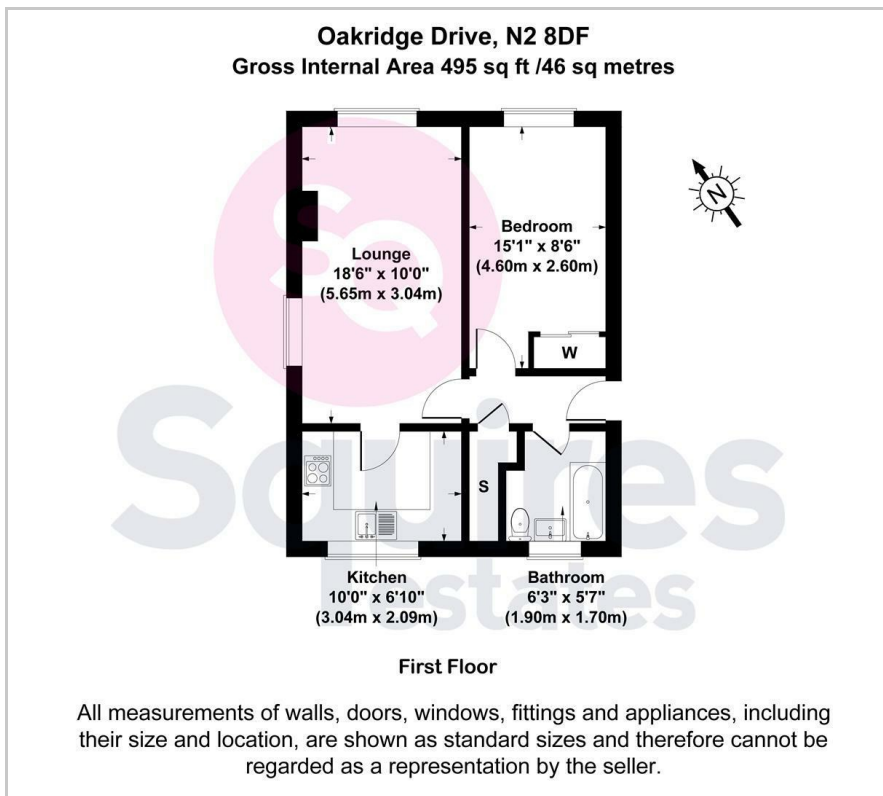 Oakridge Drive, N2 8DF
Gross Internal Area 495 sq ft /46 sq metres
N
SQ
Bedroom
15'1" x 8'6"
(4.60m x 2.60m)
Lounge
18'6" x 10'0"
(5.65m x 3.04m)
W
Squires
S
estates
Kitchen
10'0" x 6'10"
(3.04m x 2.09m)
Bathroom
6'3" x 5'7"
(1.90m x 1.70m)
First Floor
All measurements of walls, doors, windows, fittings and appliances, including
their size and location, are shown as standard sizes and therefore cannot be
regarded as a representation by the seller.